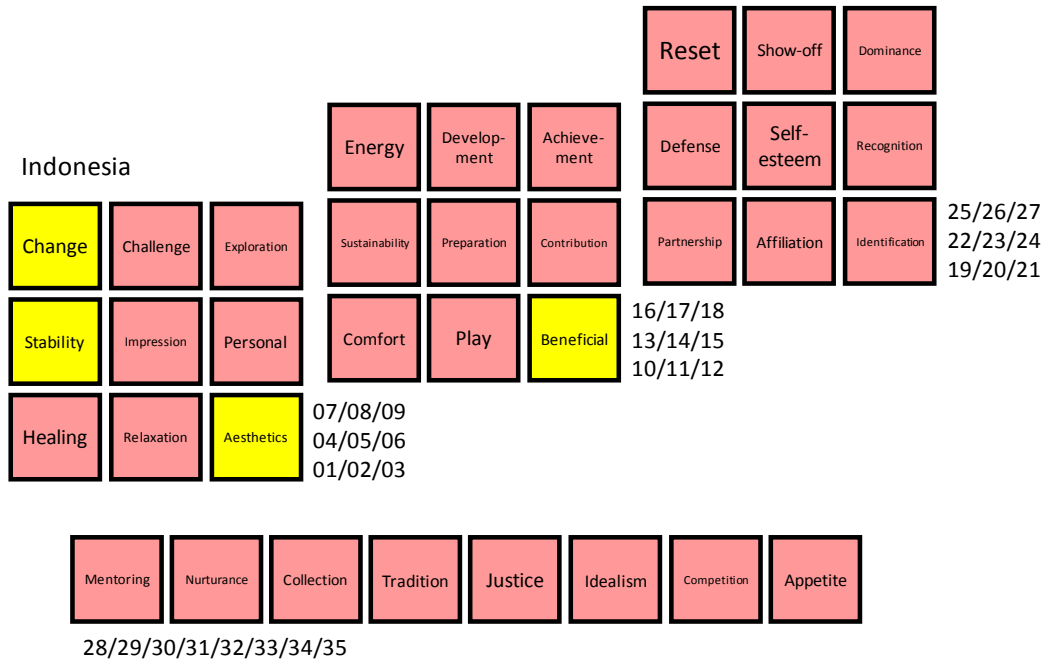 Reset
Show-off
Dominance
Defense
Self-
esteem
Recognition
Partnership
Affiliation
Identification
25/26/27
22/23/24
19/20/21
Energy
Develop-
ment
Achieve-
ment
Sustainability
Preparation
Contribution
Comfort
Play
Beneficial
16/17/18
13/14/15
10/11/12
Indonesia
Change
Challenge
Exploration
Stability
Impression
Personal
Healing
Relaxation
Aesthetics
07/08/09
04/05/06
01/02/03
Mentoring
Nurturance
Collection
Tradition
Justice
Idealism
Competition
Appetite
28/29/30/31/32/33/34/35